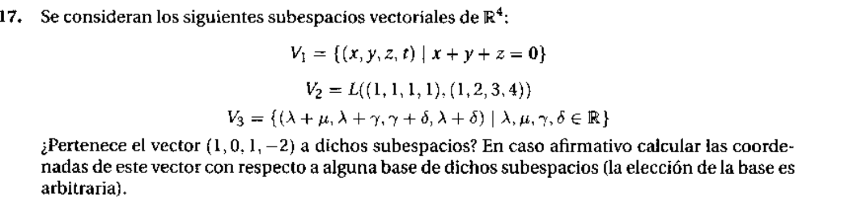 17. Se consideran los siguientes subespacios vectoriales de ℝ⁴:
V₁ = {(x, y, z, t) | x + y + z = 0}
V₂ = L((1, 1, 1, 1), (1, 2, 3, 4))
V₃ = {(λ + μ, λ + γ, γ + δ, λ + δ) | λ, μ, γ, δ ∈ ℝ}
¿Pertenece el vector (1, 0, 1, −2) a dichos subespacios? En caso afirmativo calcular las coorde-
nadas de este vector con respecto a alguna base de dichos subespacios (la elección de la base es
arbitraria).